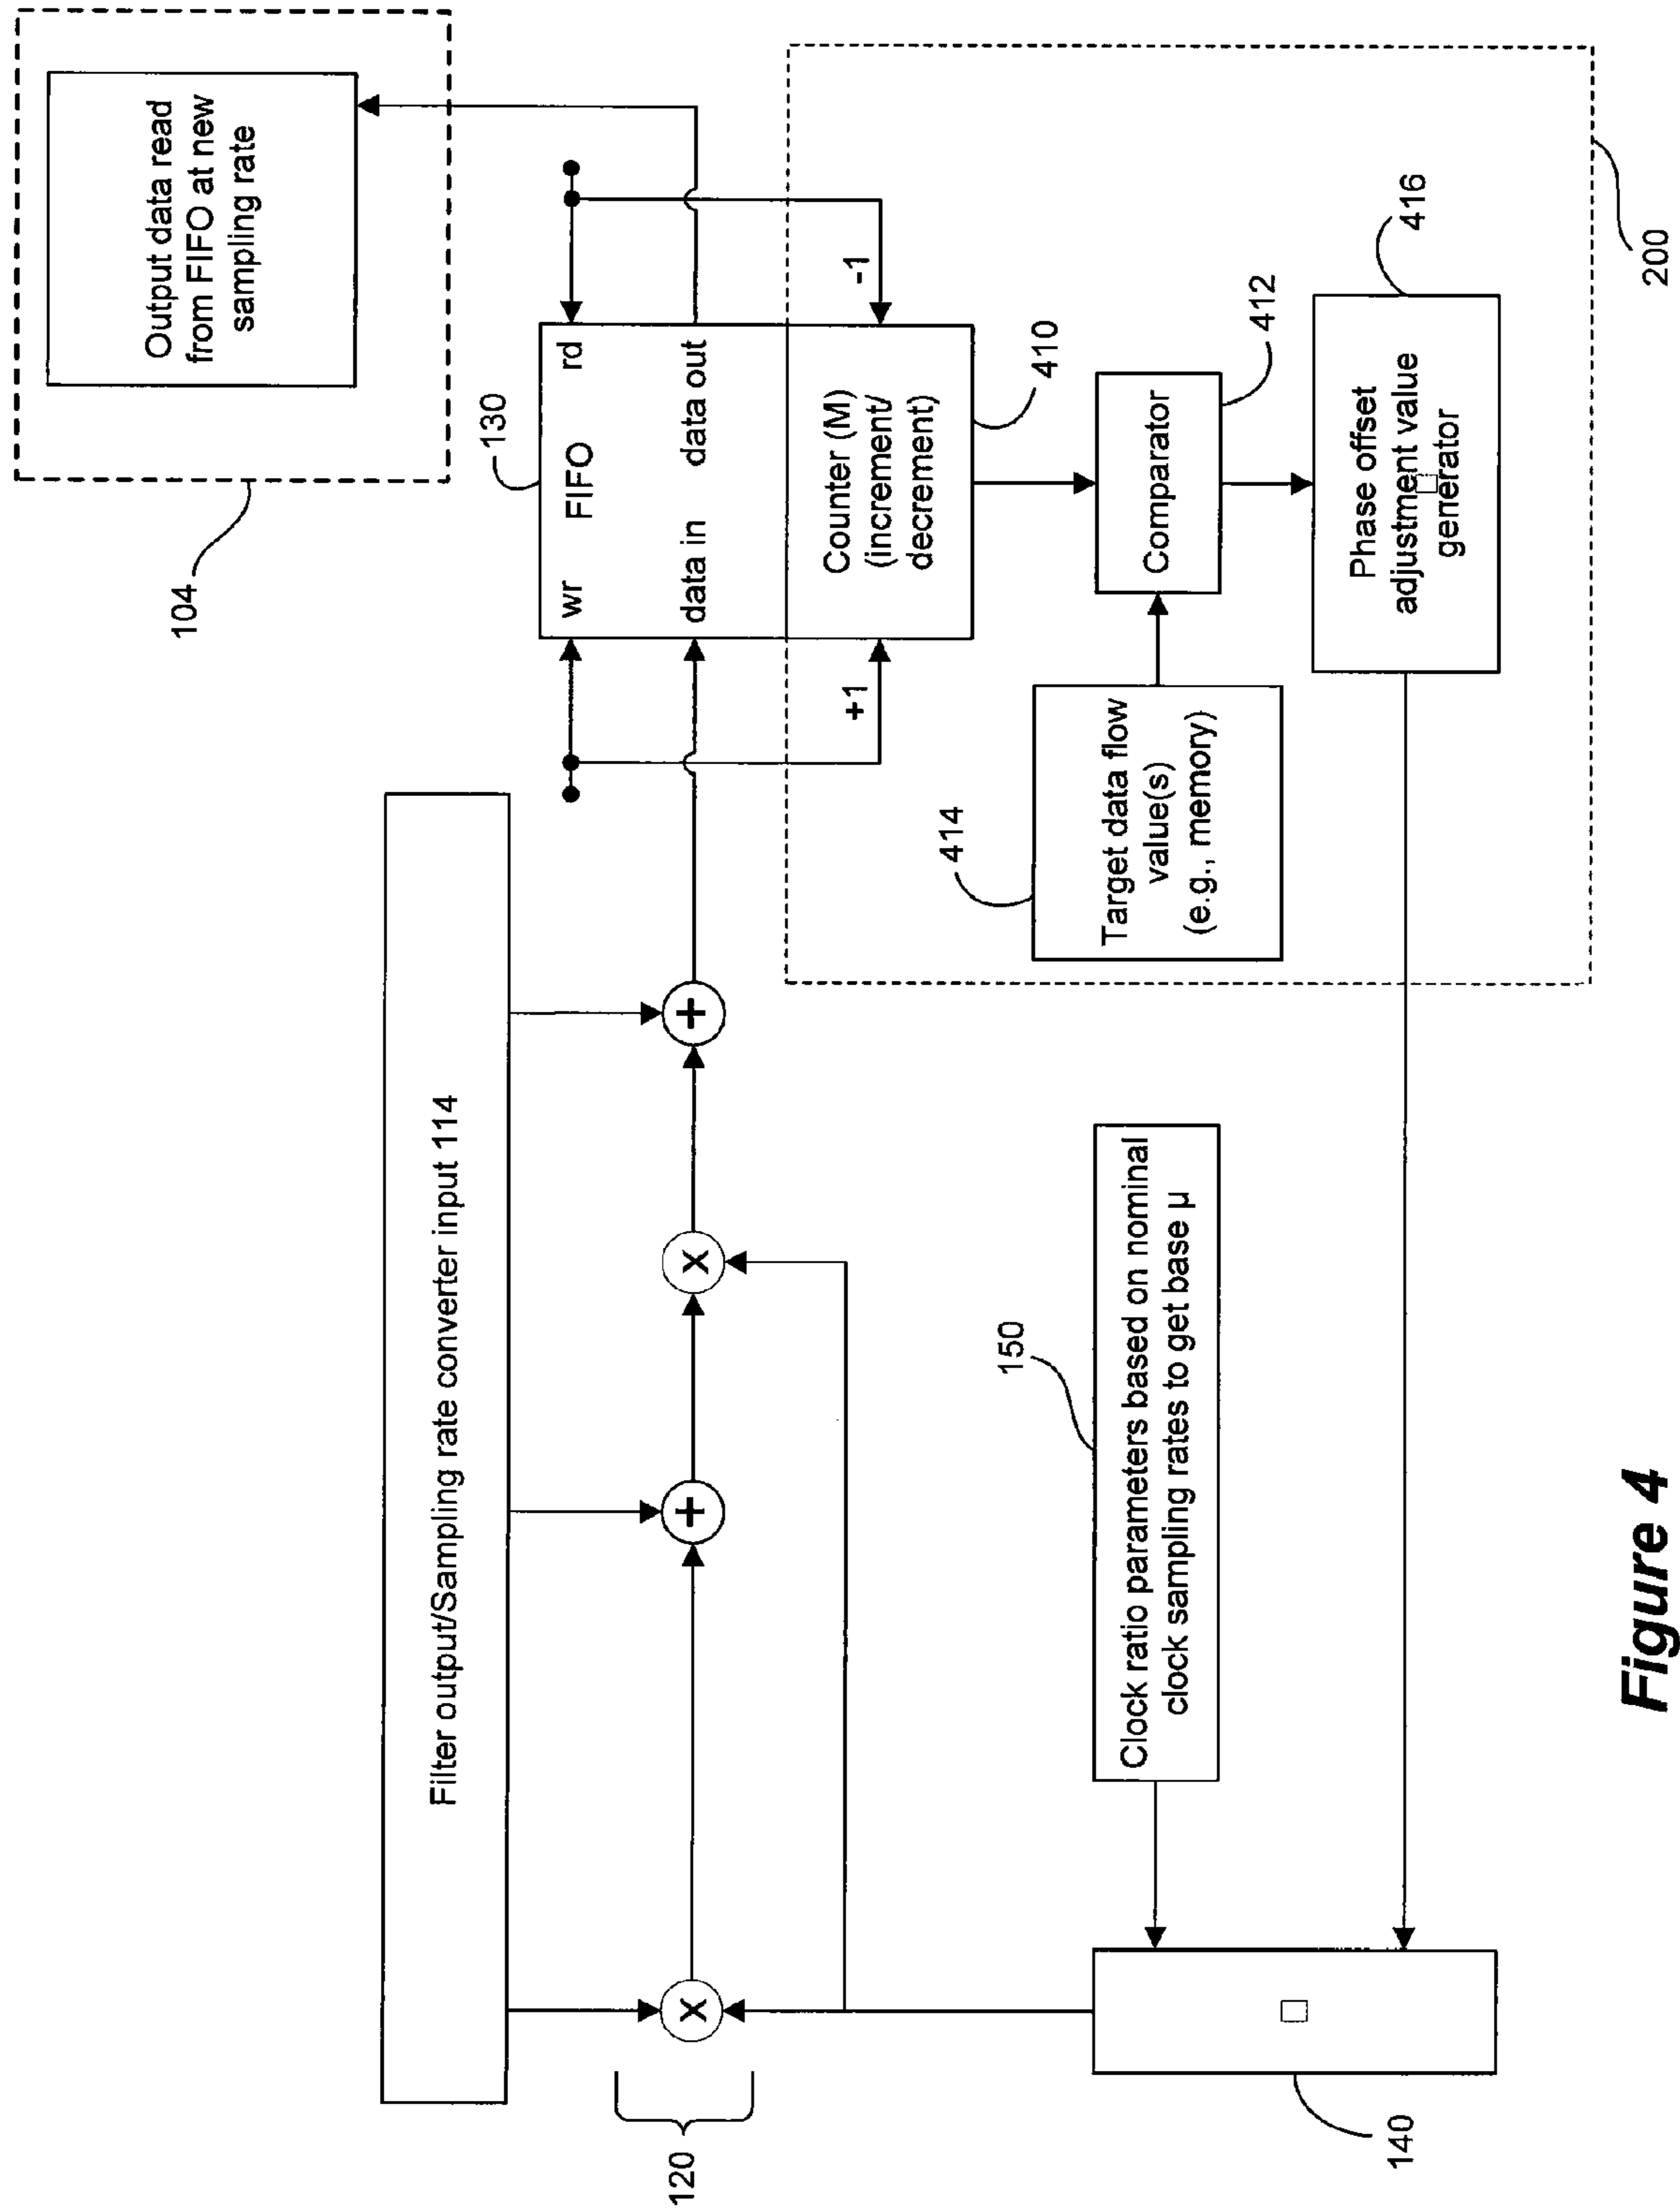 Output data read
from FIFO at new
sampling rate
104
130
wr FIFO rd
data in data out
Counter (M)
(increment/
decrement)
+1
-1
410
Comparator
412
414
Target data flow
value(s)
(e.g., memory)
Phase offset
adjustment value
generator
416
200
Filter output/Sampling rate converter input 114
x
+
x
+
120
150
Clock ratio parameters based on nominal
clock sampling rates to get base µ
140
Figure 4